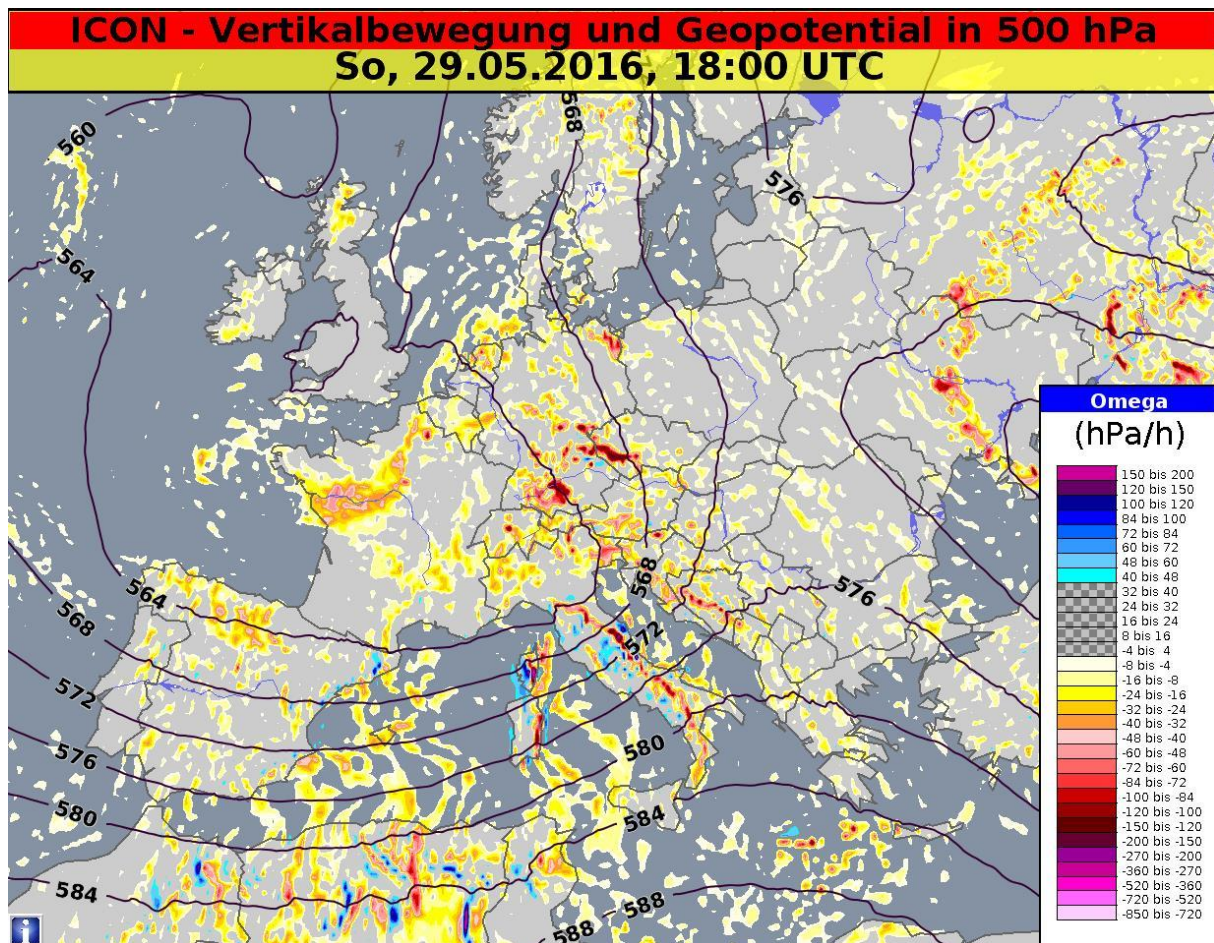 ICON - Vertikalbewegung und Geopotential in 500 hPa
So, 29.05.2016, 18:00 UTC
560
568
576
564
Omega
(hPa/h)
150 bis 200
120 bis 150
100 bis 120
84 bis 100
72 bis 84
60 bis 72
48 bis 60
40 bis 48
32 bis 40
24 bis 32
16 bis 24
8 bis 16
-4 bis 4
-8 bis -4
-16 bis -8
-24 bis -16
-32 bis -24
-40 bis -32
-48 bis -40
-60 bis -48
-72 bis -60
-84 bis -72
-100 bis -84
-120 bis -100
-150 bis -120
-200 bis -150
-270 bis -200
-360 bis -270
-520 bis -360
-720 bis -520
-850 bis -720
564
568
576
568
572
572
576
580
580
584
584
588
588
i